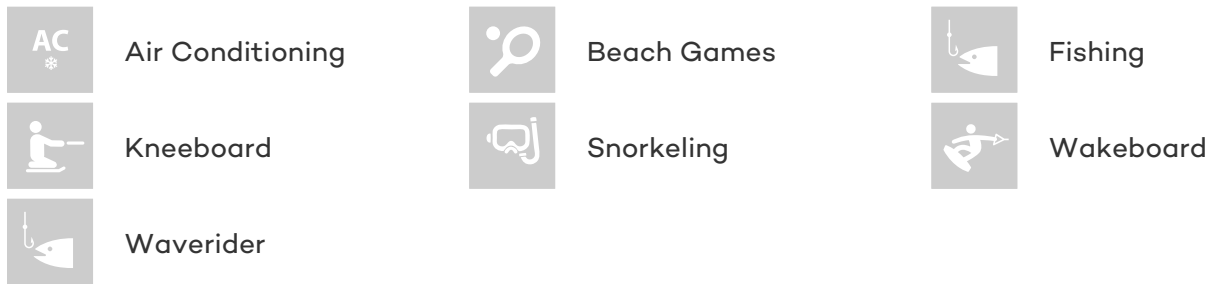 AC
Air Conditioning
Beach Games
Fishing
Kneeboard
Snorkeling
Wakeboard
Waverider